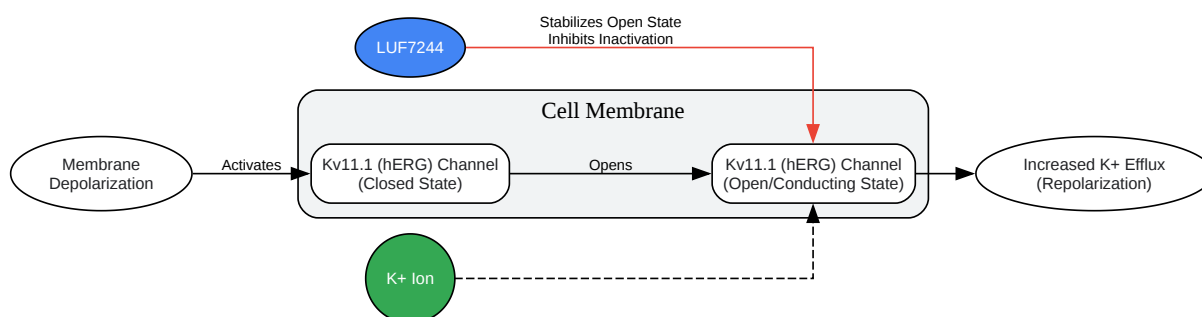 Stabilizes Open State
Inhibits Inactivation
LUF7244
Cell Membrane
Membrane
Depolarization
Activates
Kv11.1 (hERG) Channel
(Closed State)
Opens
Kv11.1 (hERG) Channel
(Open/Conducting State)
Increased K+ Efflux
(Repolarization)
K+ Ion